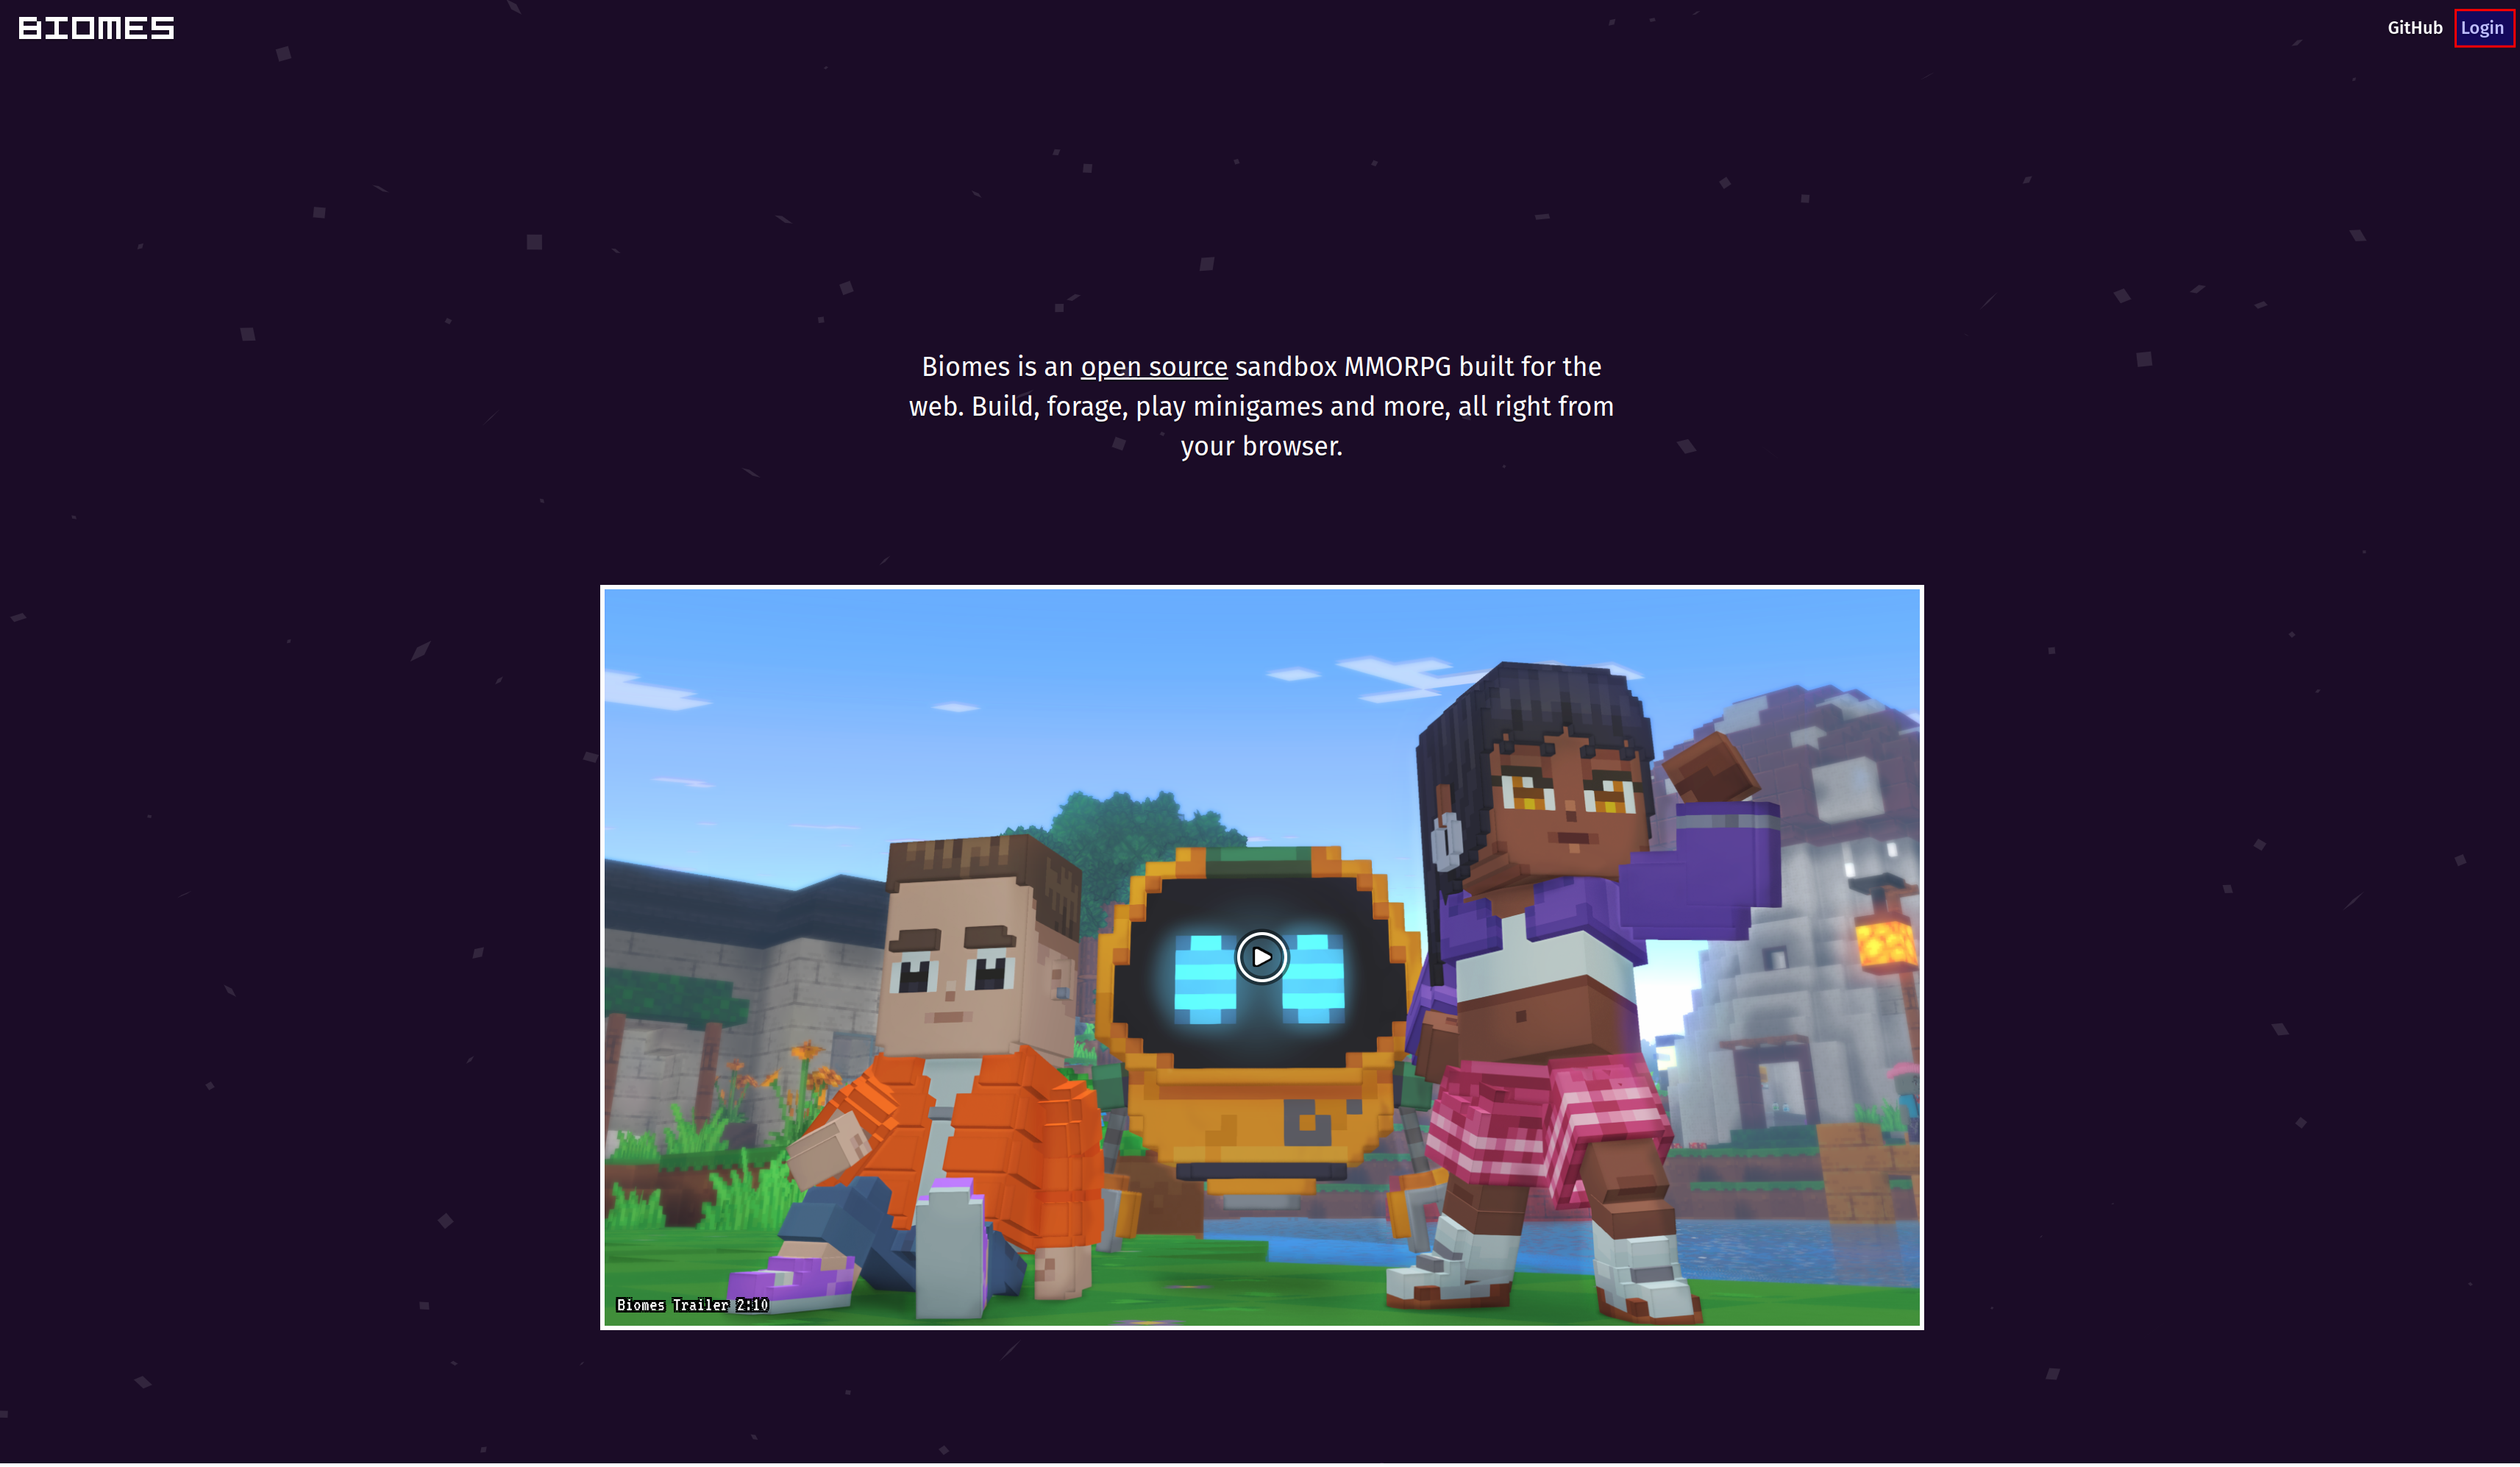 BIOMES
GitHub
Login
Biomes is an open source sandbox MMORPG built for the
web. Build, forage, play minigames and more, all right from
your browser.
Biomes Trailer 2:10